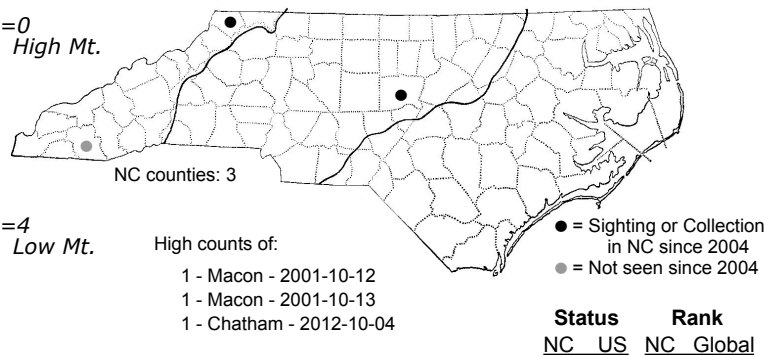 =0
High Mt.
NC counties: 3
=4
Low Mt.
High counts of:
1 - Macon - 2001-10-12
1 - Macon - 2001-10-13
1 - Chatham - 2012-10-04
= Sighting or Collection
in NC since 2004
= Not seen since 2004
Status Rank
NC US NC Global